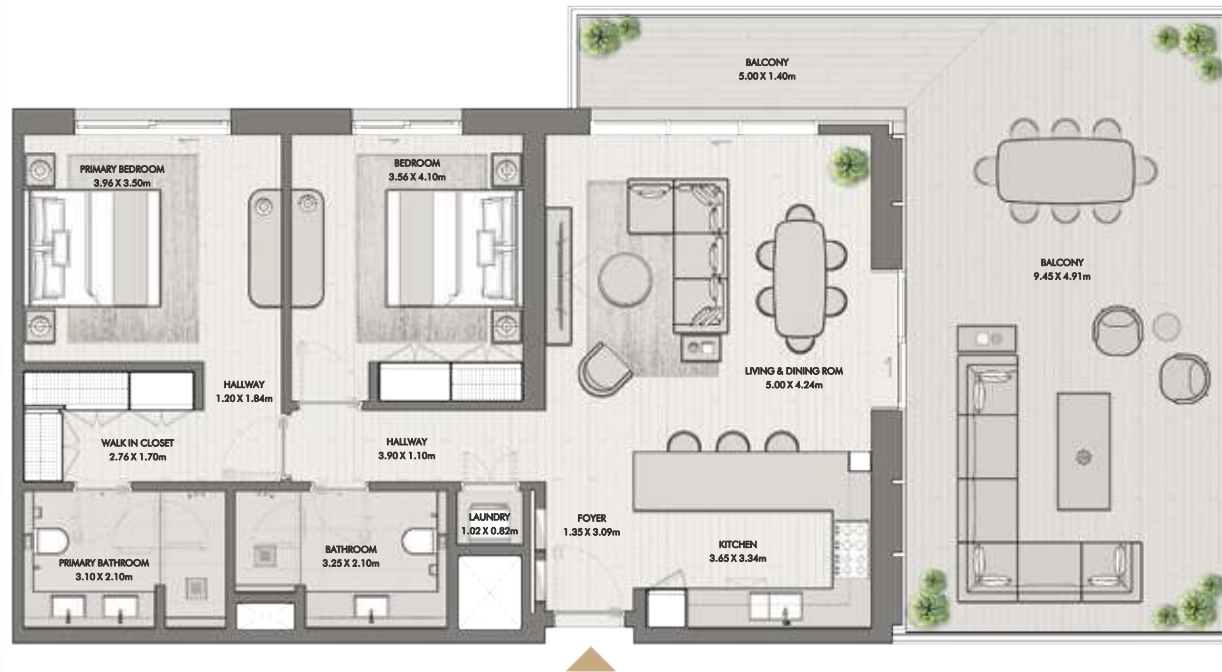 BALCONY
5.00 X 1.40m
PRIMARY BEDROOM
3.96 X 3.50m
BEDROOM
3.56 X 4.10m
BALCONY
9.45 X 4.91m
LIVING & DINING ROM
5.00 X 4.24m
HALLWAY
1.20 X 1.84m
WALK IN CLOSET
2.76 X 1.70m
HALLWAY
3.90 X 1.10m
LAUNDRY
1.02 X 0.82m
FOYER
1.35 X 3.09m
KITCHEN
3.65 X 3.34m
BATHROOM
3.25 X 2.10m
PRIMARY BATHROOM
3.10 X 2.10m